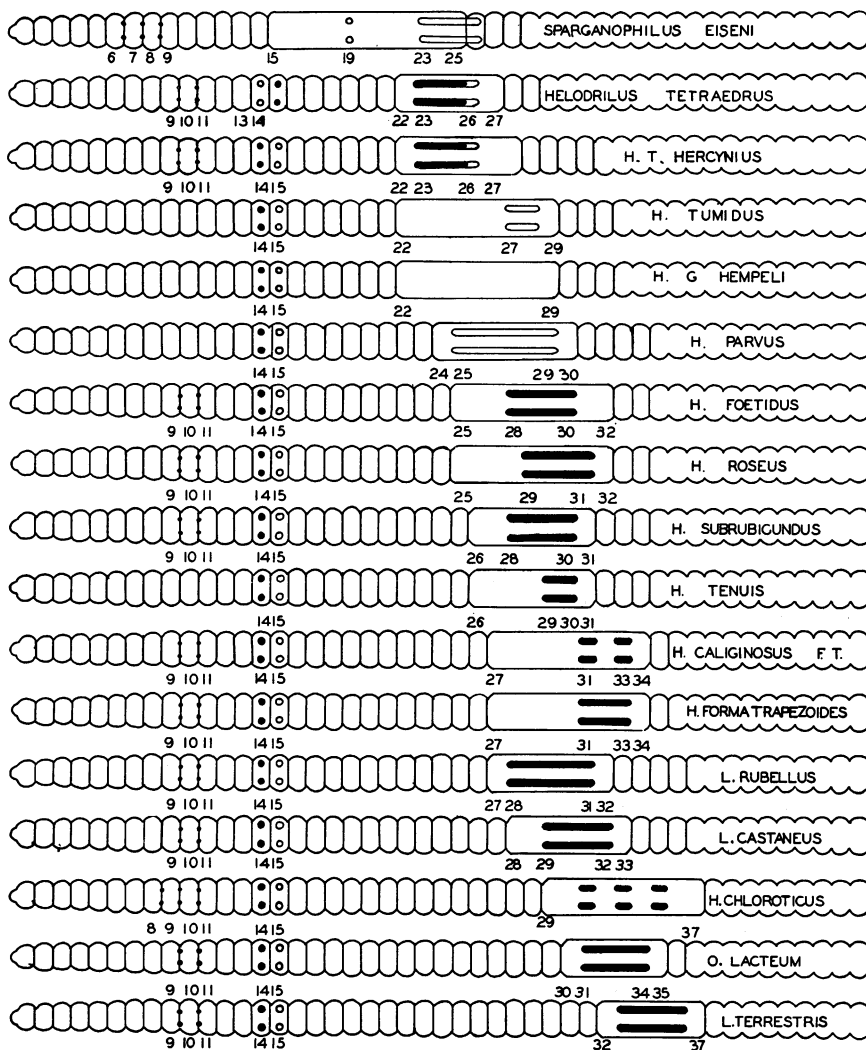 SPARGANOPHILUS EISENI
6 7 8 9 15 19 23 25
HELODRILUS TETRAEDRUS
9 10 11 13 14 22 23 26 27
H. T. HERCYNIUS
9 10 11 14 15 22 23 26 27
H. TUMIDUS
14 15 22 27 29
H. G HEMPELI
14 15 22 29
H. PARVUS
14 15 24 25 29 30
H. FOETIDUS
9 10 11 14 15 25 28 30 32
H. ROSEUS
9 10 11 14 15 25 29 31 32
H. SUBRUBICUNDUS
9 10 11 14 15 26 28 30 31
H. TENUIS
14 15 26 29 30 31
H. CALIGINOSUS F.T.
9 10 11 14 15 27 31 33 34
H. FORMA TRAPEZOIDES
9 10 11 14 15 27 31 33 34
L. RUBELLUS
9 10 11 14 15 27 28 31 32
L. CASTANEUS
9 10 11 14 15 28 29 32 33
H. CHLOROTICUS
8 9 10 11 14 15 29 37
O. LACTEUM
9 10 11 14 15 30 31 34 35
L. TERRESTRIS
9 10 11 14 15 32 37